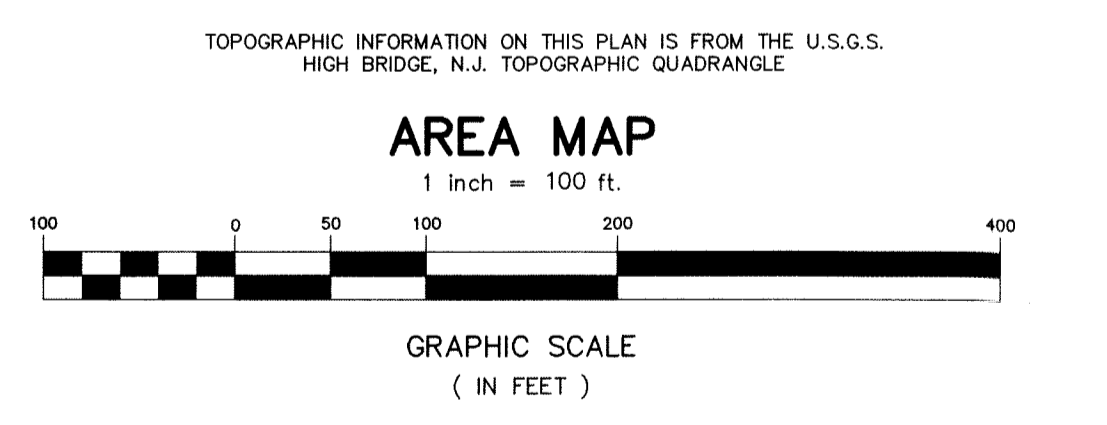 TOPOGRAPHIC INFORMATION ON THIS PLAN IS FROM THE U.S.G.S.
HIGH BRIDGE, N.J. TOPOGRAPHIC QUADRANGLE
AREA MAP
1 inch = 100 ft.
100 0 50 100 200 400
GRAPHIC SCALE
( IN FEET )